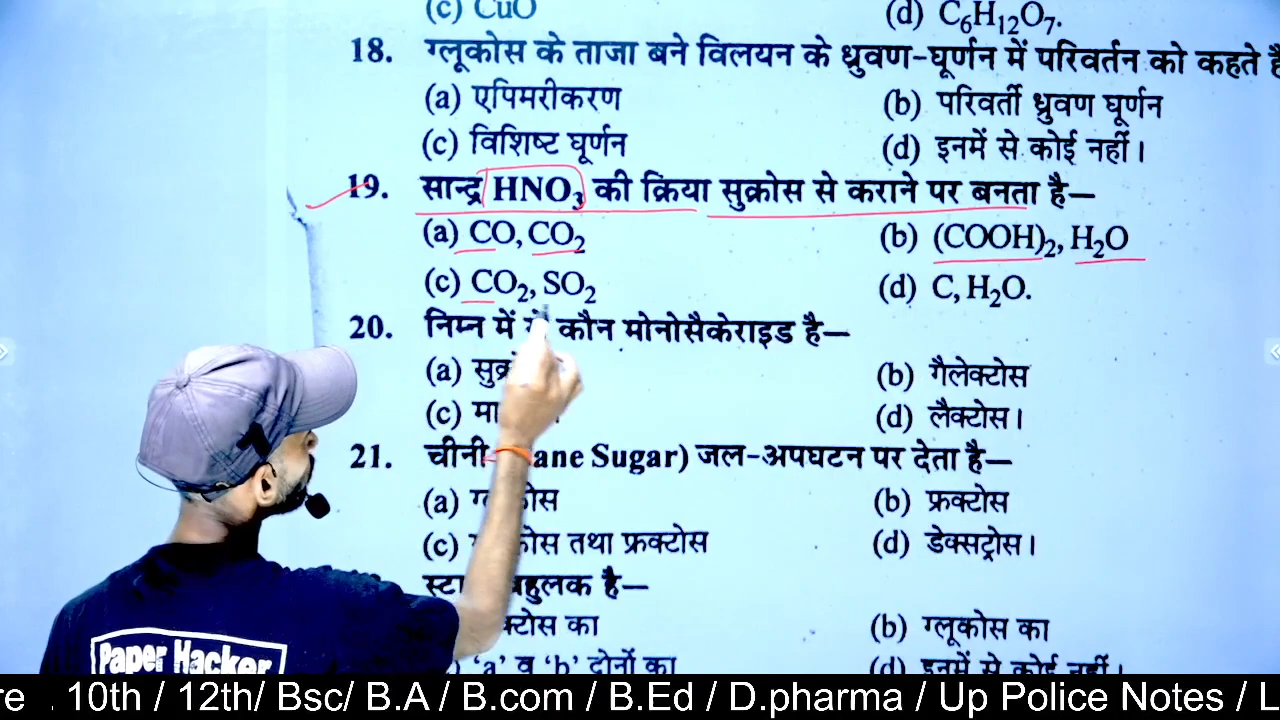 (c) CuO (d) C₆H₁₂O₇.
18. ग्लूकोस के ताजा बने विलयन के ध्रुवण-घूर्णन में परिवर्तन को कहते
(a) एपिमरीकरण (b) परिवर्ती ध्रुवण घूर्णन
(c) विशिष्ट घूर्णन (d) इनमें से कोई नहीं।
19. सान्द्र HNO₃ की क्रिया सुक्रोस से कराने पर बनता है—
(a) CO, CO₂ (b) (COOH)₂, H₂O
(c) CO₂, SO₂ (d) C, H₂O.
20. निम्न में कौन मोनोसैकेराइड है—
(a) (b) गैलेक्टोस
(c) (d) लैक्टोस।
21. चीनी ane Sugar) जल-अपघटन पर देता है—
(a) (b) फ्रक्टोस
(c) तथा फ्रक्टोस (d) डेक्सट्रोस।
बहुलक है—
का (b) ग्लूकोस का
'a' व 'b' दोनों का (d) इनमें से कोई नहीं।
Paper Hacker
re . 10th / 12th/ Bsc/ B.A / B.com / B.Ed / D.pharma / Up Police Notes / L